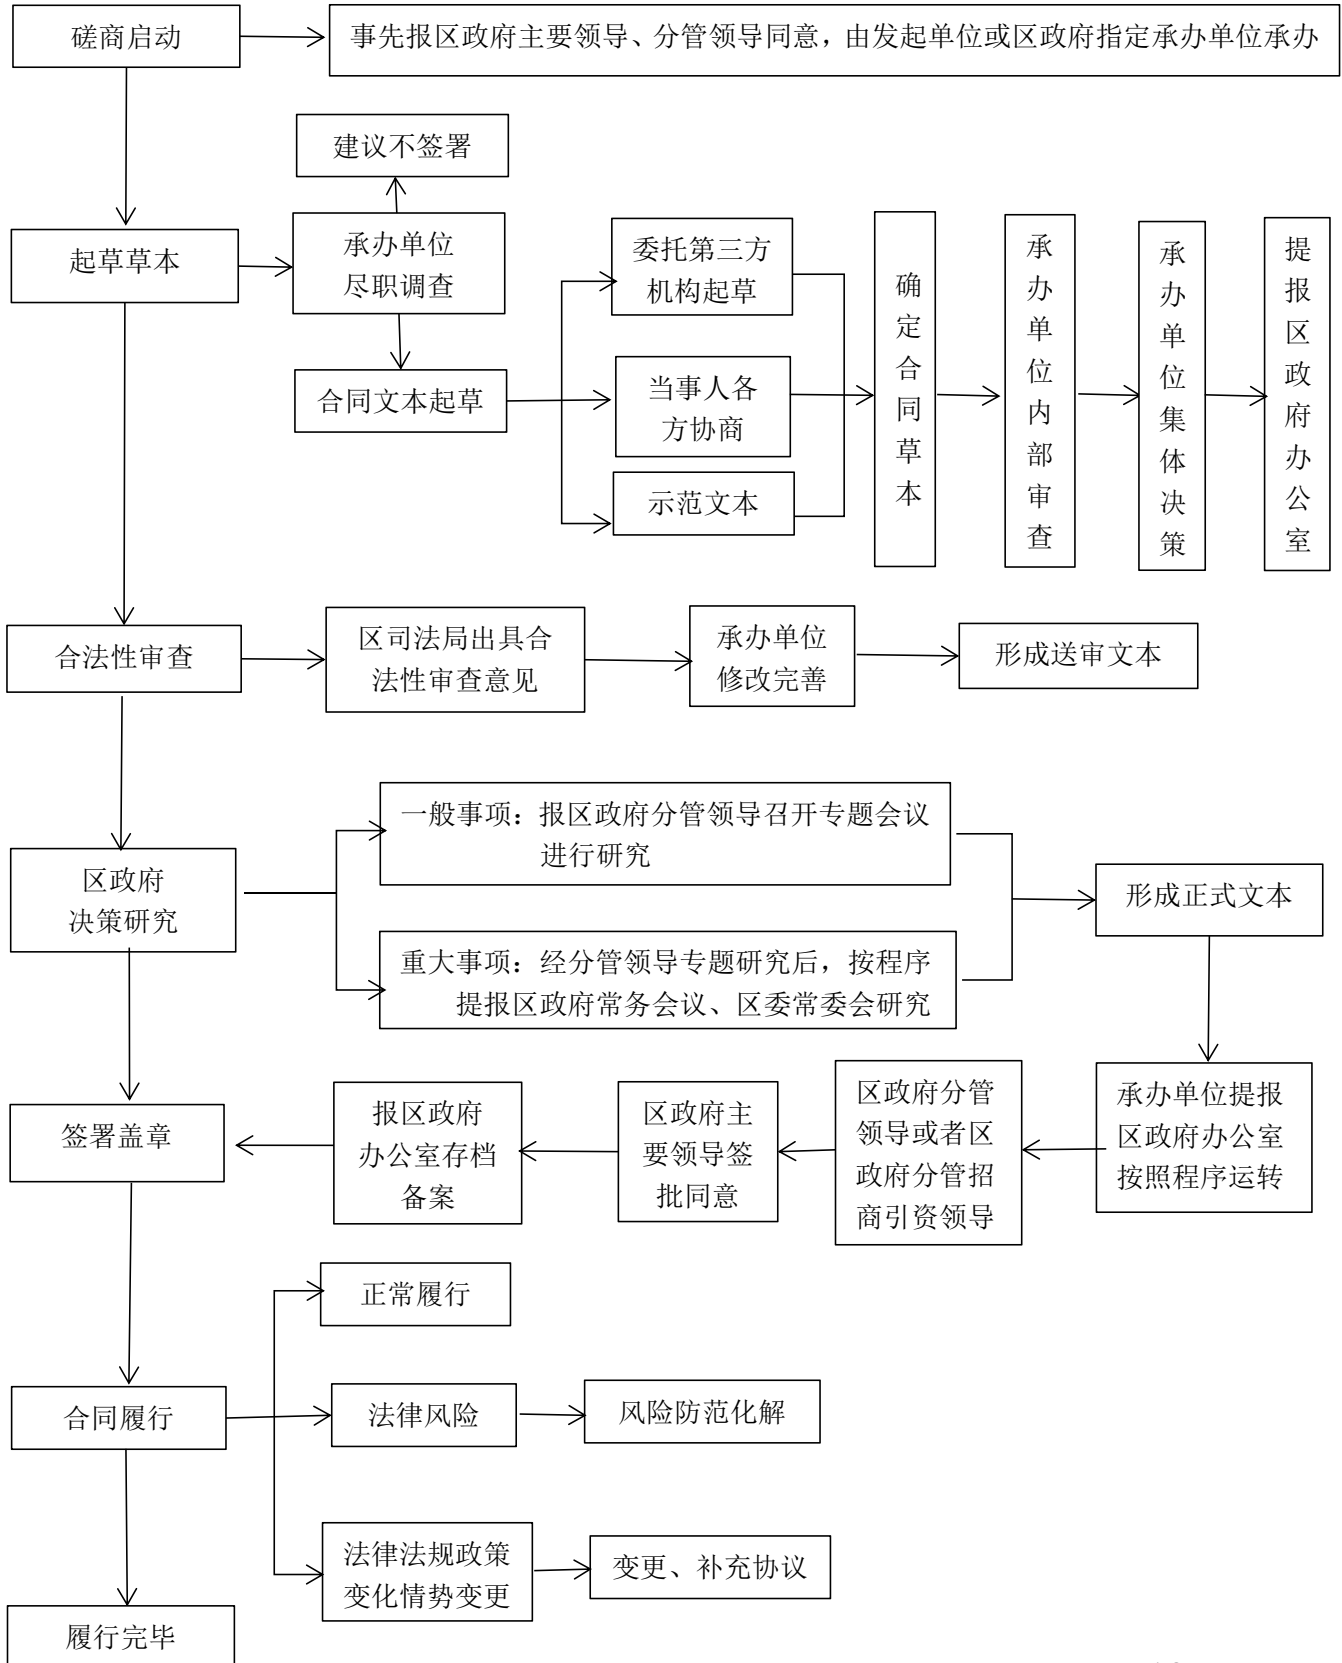 磋商启动
事先报区政府主要领导、分管领导同意，由发起单位或区政府指定承办单位承办
建议不签署
起草草本
承办单位
尽职调查
合同文本起草
委托第三方
机构起草
当事人各
方协商
示范文本
确定合同草本
承办单位内部审查
承办单位集体决策
提报区政府办公室
合法性审查
区司法局出具合
法性审查意见
承办单位
修改完善
形成送审文本
区政府
决策研究
一般事项：报区政府分管领导召开专题会议
进行研究
重大事项：经分管领导专题研究后，按程序
提报区政府常务会议、区委常委会研究
形成正式文本
承办单位提报
区政府办公室
按照程序运转
区政府分管
领导或者区
政府分管招
商引资领导
区政府主
要领导签
批同意
报区政府
办公室存档
备案
签署盖章
合同履行
正常履行
法律风险
风险防范化解
法律法规政策
变化情势变更
变更、补充协议
履行完毕